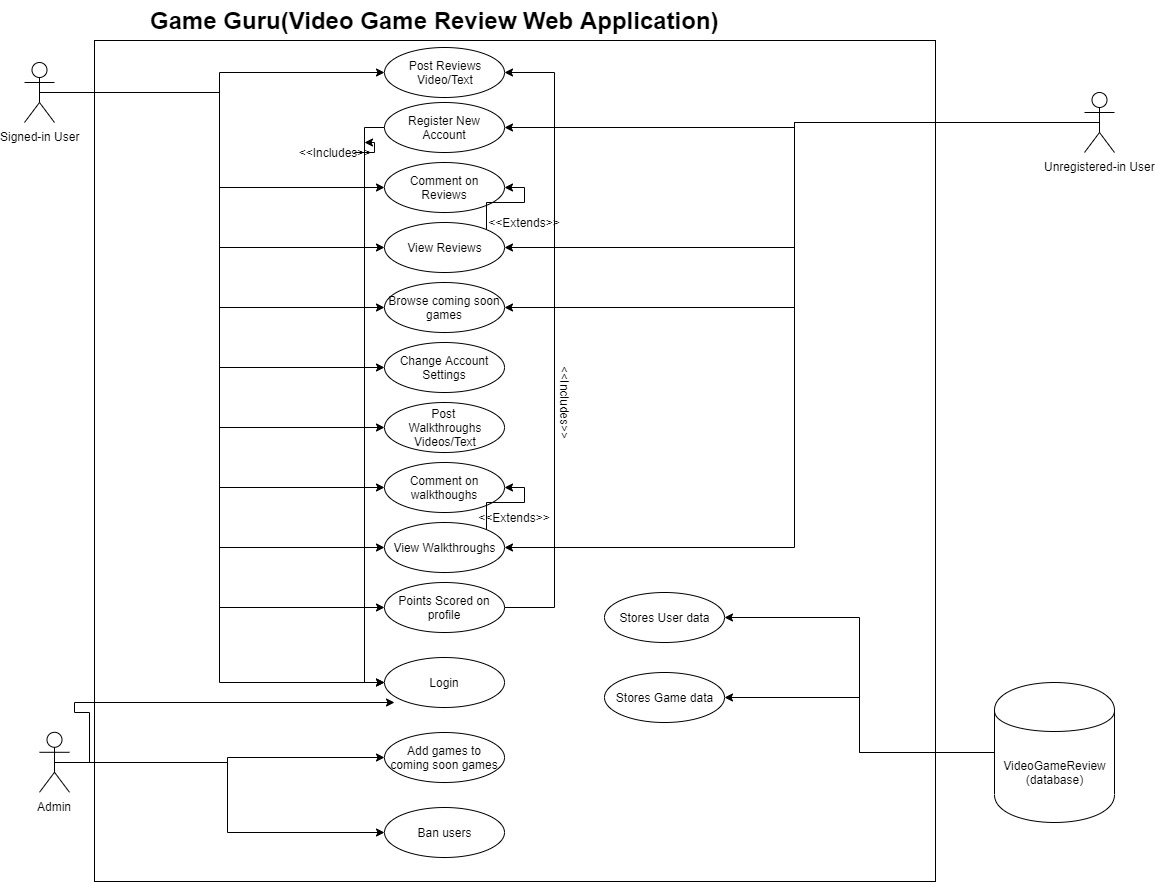 Game Guru(Video Game Review Web Application)
Post Reviews
Video/Text
Signed-in User
Register New
Account
<<Includes>>
Unregistered-in User
Comment on
Reviews
<<Extends>>
View Reviews
Browse coming soon
games
Change Account
Settings
<<Includes>>
Post
Walkthroughs
Videos/Text
Comment on
walkthoughs
<<Extends>>
View Walkthroughs
Points Scored on
profile
Stores User data
Login
Stores Game data
Add games to
coming soon games
VideoGameReview
(database)
Admin
Ban users